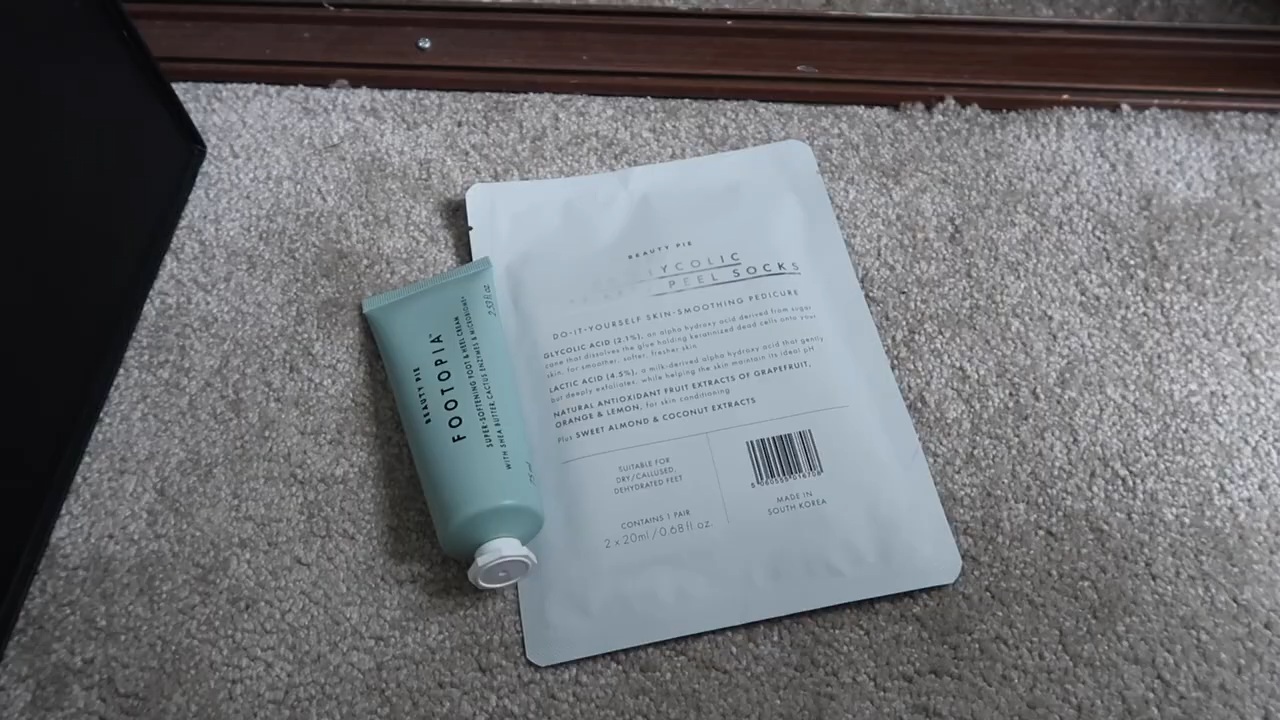 BEAUTY PIE
FOOTOPIA™
SUPER-SOFTENING FOOT & HEEL CREAM
WITH SHEA BUTTER, CACTUS ENZYMES & MICROBIOMES+
BEAUTY PIE
LYCOLIC
PEEL SOCKS
DO-IT-YOURSELF SKIN-SMOOTHING PEDICURE
GLYCOLIC ACID (2.1%), an alpha hydroxy acid derived from sugar
cane that dissolves the glue holding keratinized dead cells onto your
skin, for smoother, softer, fresher skin.
LACTIC ACID (4.5%), a milk-derived alpha hydroxy acid that gently
but deeply exfoliates, while helping the skin maintain its ideal pH
NATURAL ANTIOXIDANT FRUIT EXTRACTS OF GRAPEFRUIT,
ORANGE & LEMON, for skin conditioning
Plus SWEET ALMOND & COCONUT EXTRACTS
SUITABLE FOR
DRY/CALLUSED,
DEHYDRATED FEET
CONTAINS 1 PAIR
2 x 20ml / 0.68 fl oz.
MADE IN
SOUTH KOREA